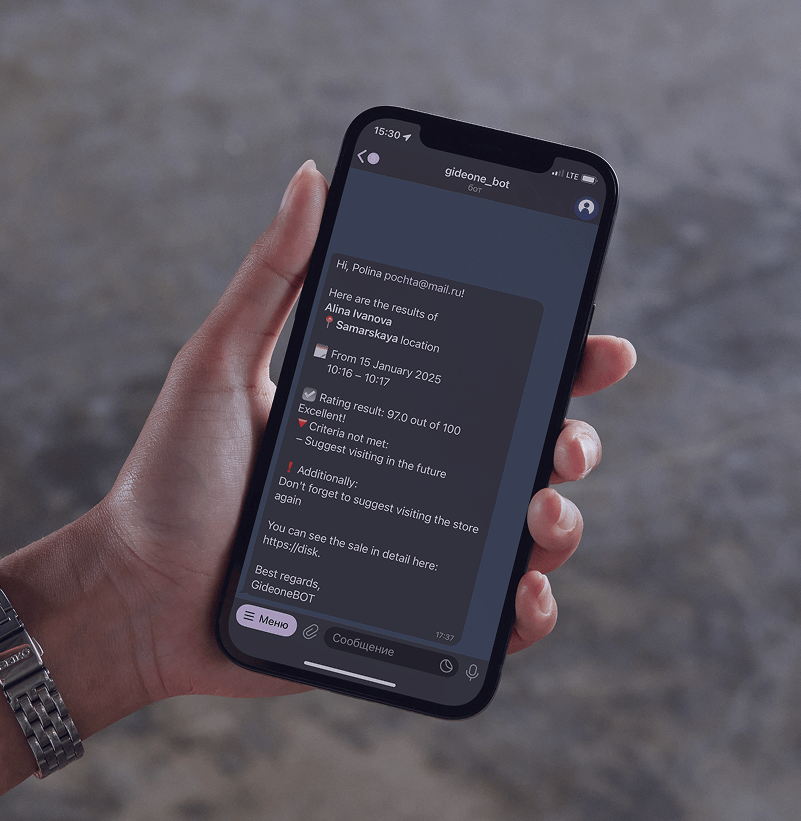 15:30
LTE
gideone_bot
бот
Hi, Polina pochta@mail.ru!
Here are the results of
Alina Ivanova
📍 Samarskaya location
From 15 January 2025
10:16 – 10:17
Rating result: 97.0 out of 100
Excellent!
🔻 Criteria not met:
– Suggest visiting in the future
❗ Additionally:
Don't forget to suggest visiting the store
again
You can see the sale in detail here:
https://disk.
Best regards,
GideoneBOT
17:37
Меню
Сообщение